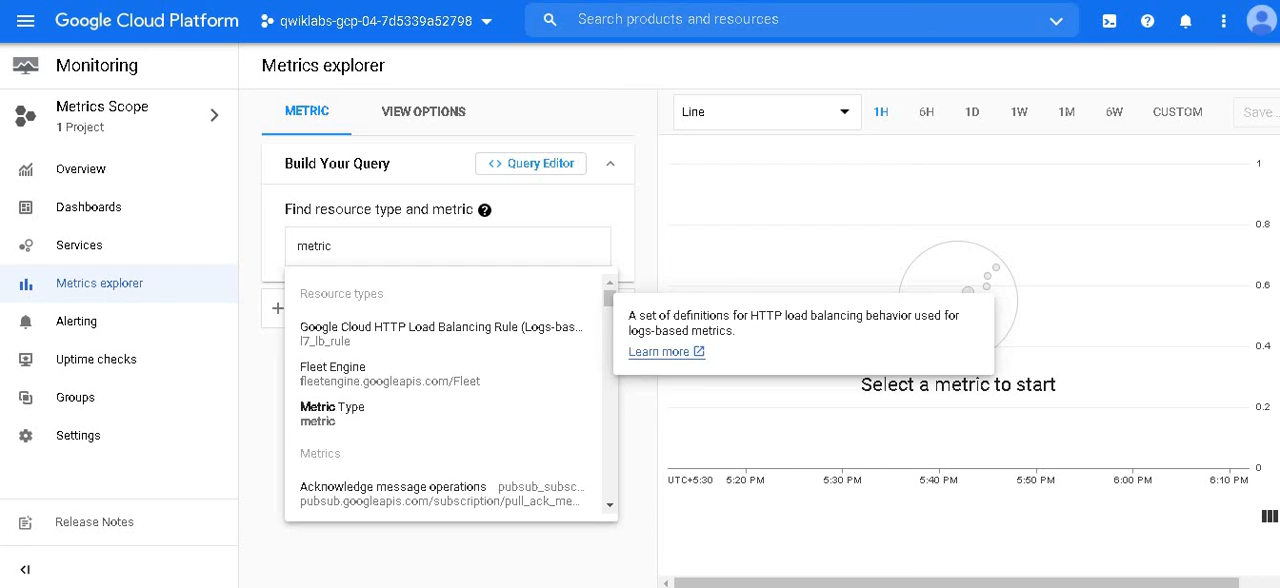 Google Cloud Platform
qwiklabs-gcp-04-7d5339a52798
Search products and resources
Monitoring
Metrics Scope
1 Project
Overview
Dashboards
Services
Metrics explorer
Alerting
Uptime checks
Groups
Settings
Release Notes
Metrics explorer
METRIC
VIEW OPTIONS
Build Your Query
<> Query Editor
Find resource type and metric
metric
Resource types
Google Cloud HTTP Load Balancing Rule (Logs-bas...
l7_lb_rule
Fleet Engine
fleetengine.googleapis.com/Fleet
Metric Type
metric
Metrics
Acknowledge message operations pubsub_subsc...
pubsub.googleapis.com/subscription/pull_ack_me...
A set of definitions for HTTP load balancing behavior used for
logs-based metrics.
Learn more
Line
1H 6H 1D 1W 1M 6W CUSTOM
Save ...
Select a metric to start
1
0.8
0.6
0.4
0.2
0
UTC+5:30 5:20 PM 5:30 PM 5:40 PM 5:50 PM 6:00 PM 6:10 PM